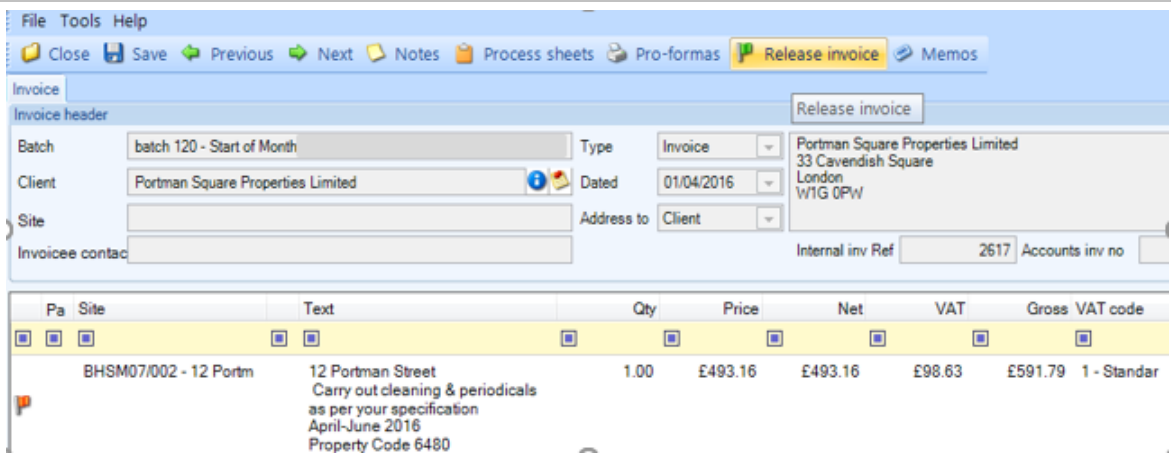 File Tools Help
Close Save Previous Next Notes Process sheets Pro-formas Release invoice Memos
Invoice
Invoice header
Release invoice
Batch batch 120 - Start of Month Type Invoice Portman Square Properties Limited
33 Cavendish Square
Client Portman Square Properties Limited Dated 01/04/2016 London
W1G 0PW
Site Address to Client
Invoicee contac Internal inv Ref 2617 Accounts inv no
Pa Site Text Qty Price Net VAT Gross VAT code
BHSM07/002 - 12 Portm 12 Portman Street 1.00 £493.16 £493.16 £98.63 £591.79 1 - Standar
Carry out cleaning & periodicals
as per your specification
April-June 2016
Property Code 6480